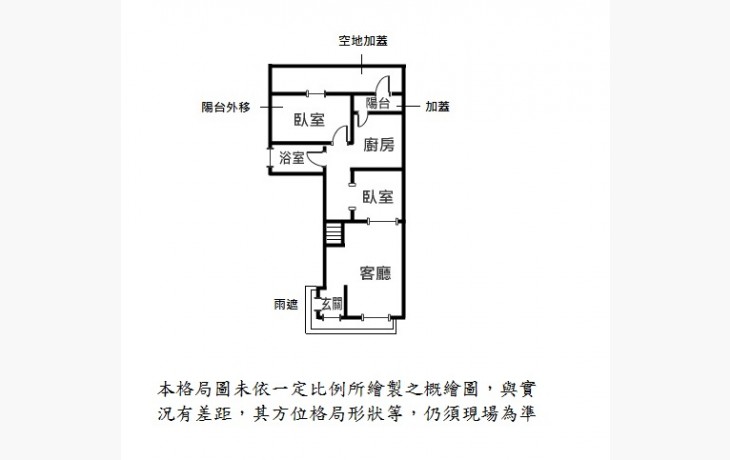 空地加蓋
陽台外移
陽台
加蓋
臥室
廚房
浴室
臥室
客廳
雨遮
玄關
本格局圖未依一定比例所繪製之概繪圖，與實
況有差距，其方位格局形狀等，仍須現場為準